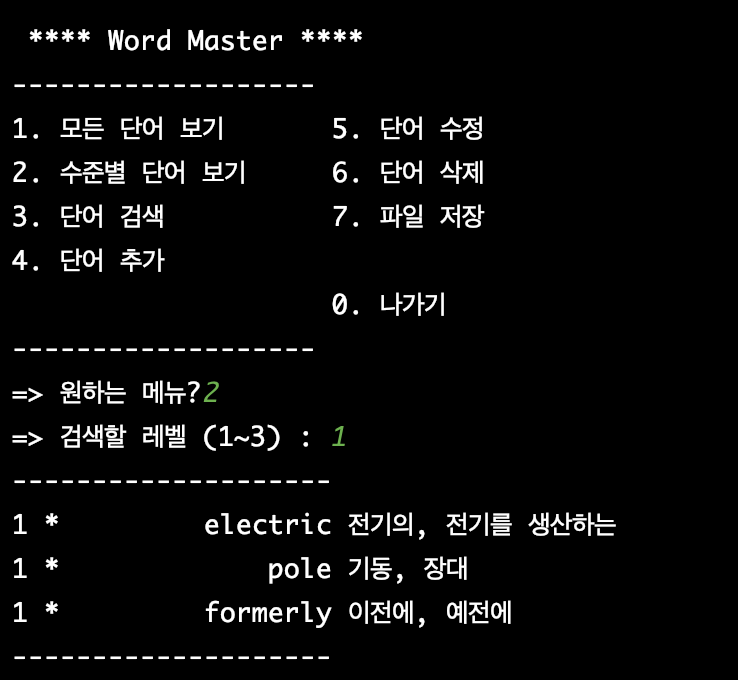 **** Word Master ****
--------------------
1. 모든 단어 보기 5. 단어 수정
2. 수준별 단어 보기 6. 단어 삭제
3. 단어 검색 7. 파일 저장
4. 단어 추가
0. 나가기
--------------------
=> 원하는 메뉴?2
=> 검색할 레벨 (1~3) : 1
---------------------
1 * electric 전기의, 전기를 생산하는
1 * pole 기동, 장대
1 * formerly 이전에, 예전에
---------------------